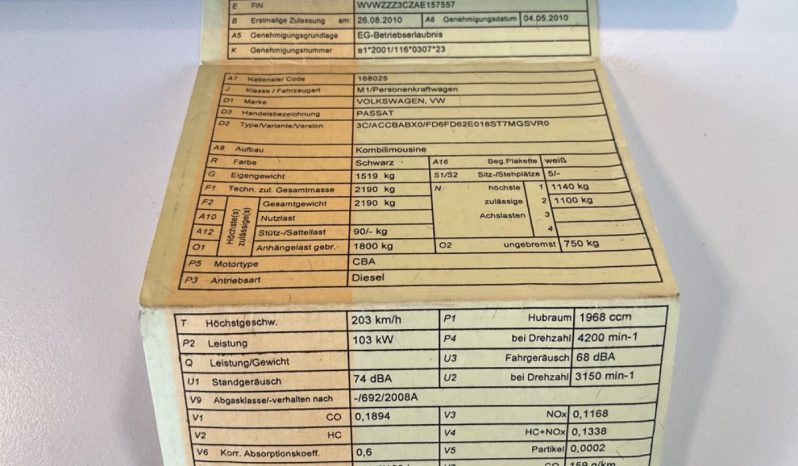 E FIN WVWZZZ3CZAE157557
B Erstmalige Zulassung am: 26.08.2010 A6 Genehmigungsdatum 04.05.2010
A5 Genehmigungsgrundlage EG-Betriebserlaubnis
K Genehmigungsnummer e1*2001/116*0307*23
A7 Nationaler Code 168025
J Klasse / Fahrzeugart M1/Personenkraftwagen
D1 Marke VOLKSWAGEN, VW
D3 Handelsbezeichnung PASSAT
D2 Type/Variante/Version 3C/ACCBABX0/FD6FD62E018ST7MGSVR0
A8 Aufbau Kombilimousine
R Farbe Schwarz A16 Beg.Plakette weiß
G Eigengewicht 1519 kg S1/S2 Sitz-/Stehplätze 5/-
F1 Techn. zul. Gesamtmasse 2190 kg N höchste 1 1140 kg
F2 Höchste(s) zulässige(s) Gesamtgewicht 2190 kg zulässige 2 1100 kg
A10 Nutzlast Achslasten 3
A12 Stütz-/Sattellast 90/- kg 4
O1 Anhängelast gebr. 1800 kg O2 ungebremst 750 kg
P5 Motortype CBA
P3 Antriebsart Diesel
T Höchstgeschw. 203 km/h P1 Hubraum 1968 ccm
P2 Leistung 103 kW P4 bei Drehzahl 4200 min-1
Q Leistung/Gewicht U3 Fahrgeräusch 68 dBA
U1 Standgeräusch 74 dBA U2 bei Drehzahl 3150 min-1
V9 Abgasklasse/-verhalten nach -/692/2008A
V1 CO 0,1894 V3 NOx 0,1168
V2 HC V4 HC+NOx 0,1338
V6 Korr. Absorptionskoeff. 0,6 V5 Partikel 0,0002
159 g/km